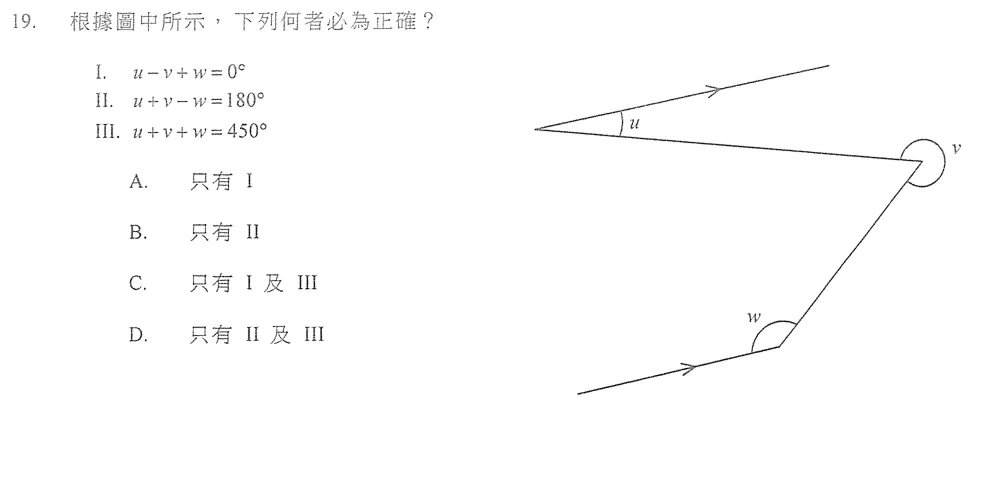 19. 根據圖中所示，下列何者必為正確？
I. u − v + w = 0°
II. u + v − w = 180°
III. u + v + w = 450°
A. 只有 I
B. 只有 II
C. 只有 I 及 III
D. 只有 II 及 III
u
v
w